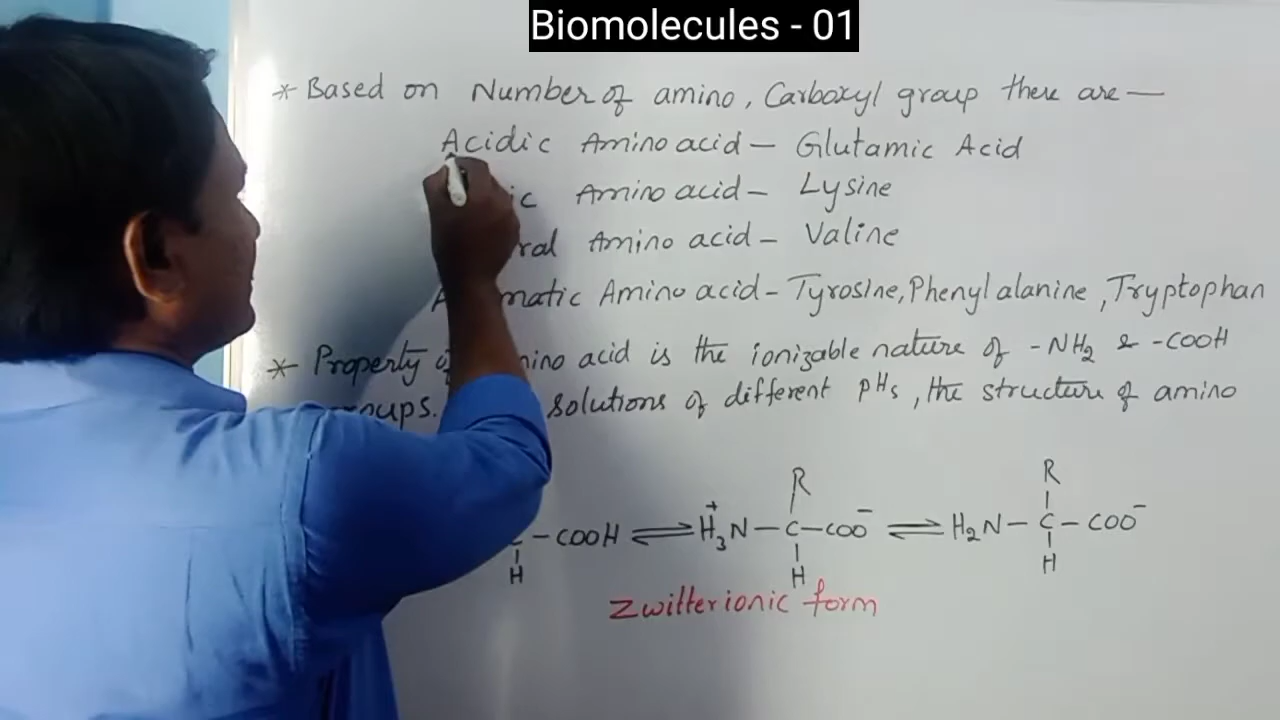 Biomolecules - 01
* Based on Number of amino, Carboxyl group there are —
Acidic Amino acid — Glutamic Acid
Amino acid — Lysine
Amino acid — Valine
Amino acid - Tyrosine, Phenylalanine, Tryptophan
* Property acid is the ionizable nature of -NH₂ & -COOH
solutions of different pHs, the structure of amino
R
R
-COOH ⇌ H₃⁺N-C-COO⁻ ⇌ H₂N-C-COO⁻
H
H
H
Zwitterionic form